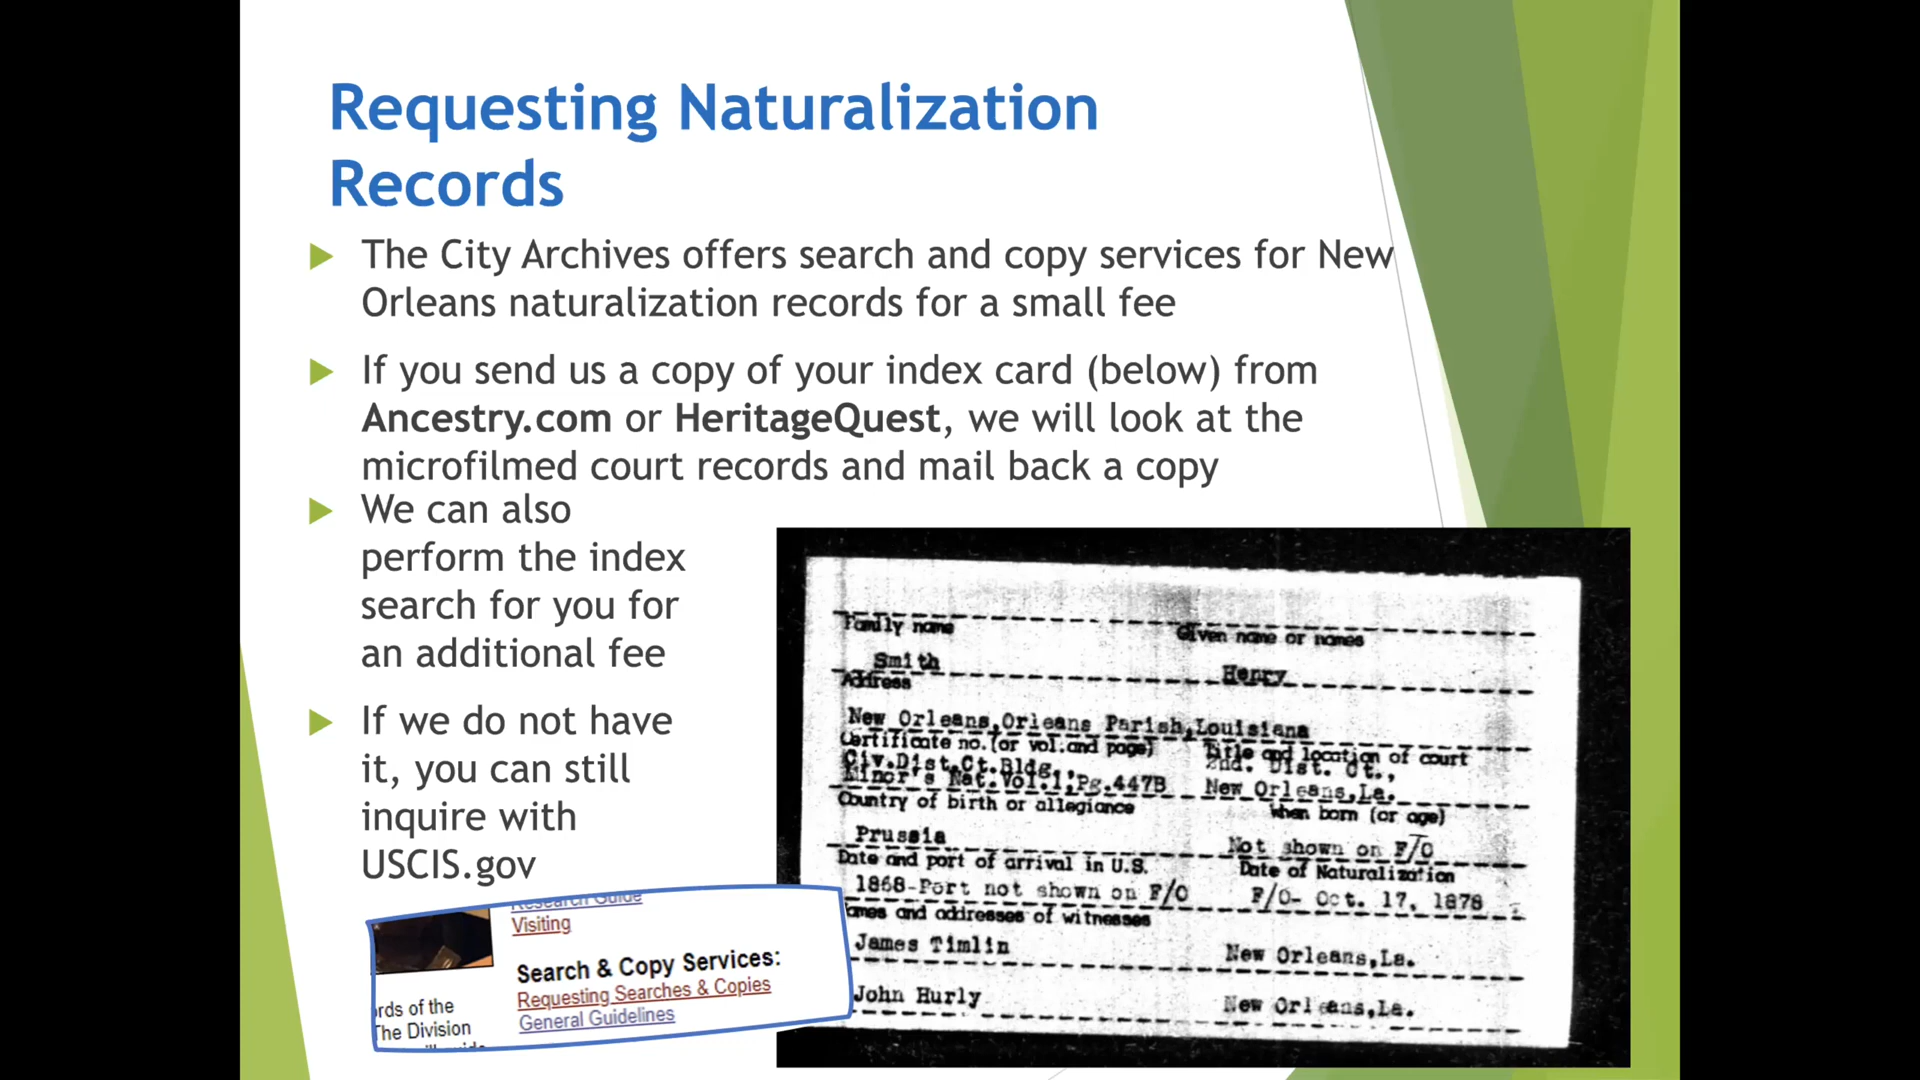 Requesting Naturalization
Records
The City Archives offers search and copy services for New
Orleans naturalization records for a small fee
If you send us a copy of your index card (below) from
Ancestry.com or HeritageQuest, we will look at the
microfilmed court records and mail back a copy
We can also
perform the index
search for you for
an additional fee
If we do not have
it, you can still
inquire with
USCIS.gov
Family name Given name or names
Smith Henry
Address
New Orleans,Orleans Parish,Louisiana
Certificate no.(or vol.and page) Title and location of court
Civ.Dist.Ct.Bldg. 2nd. Dist. Ct.,
Minor's Nat.Vol.1,Pg.447B New Orleans,La.
Country of birth or allegiance When born (or age)
Prussia Not shown on F/O
Date and port of arrival in U.S. Date of Naturalization
1868-Port not shown on F/O F/O- Oct. 17, 1878
and addresses of witnesses
James Timlin New Orleans,La.
John Hurly New Orleans,La.
Research Guide
Visiting
Search & Copy Services:
Requesting Searches & Copies
General Guidelines
of the
The Division